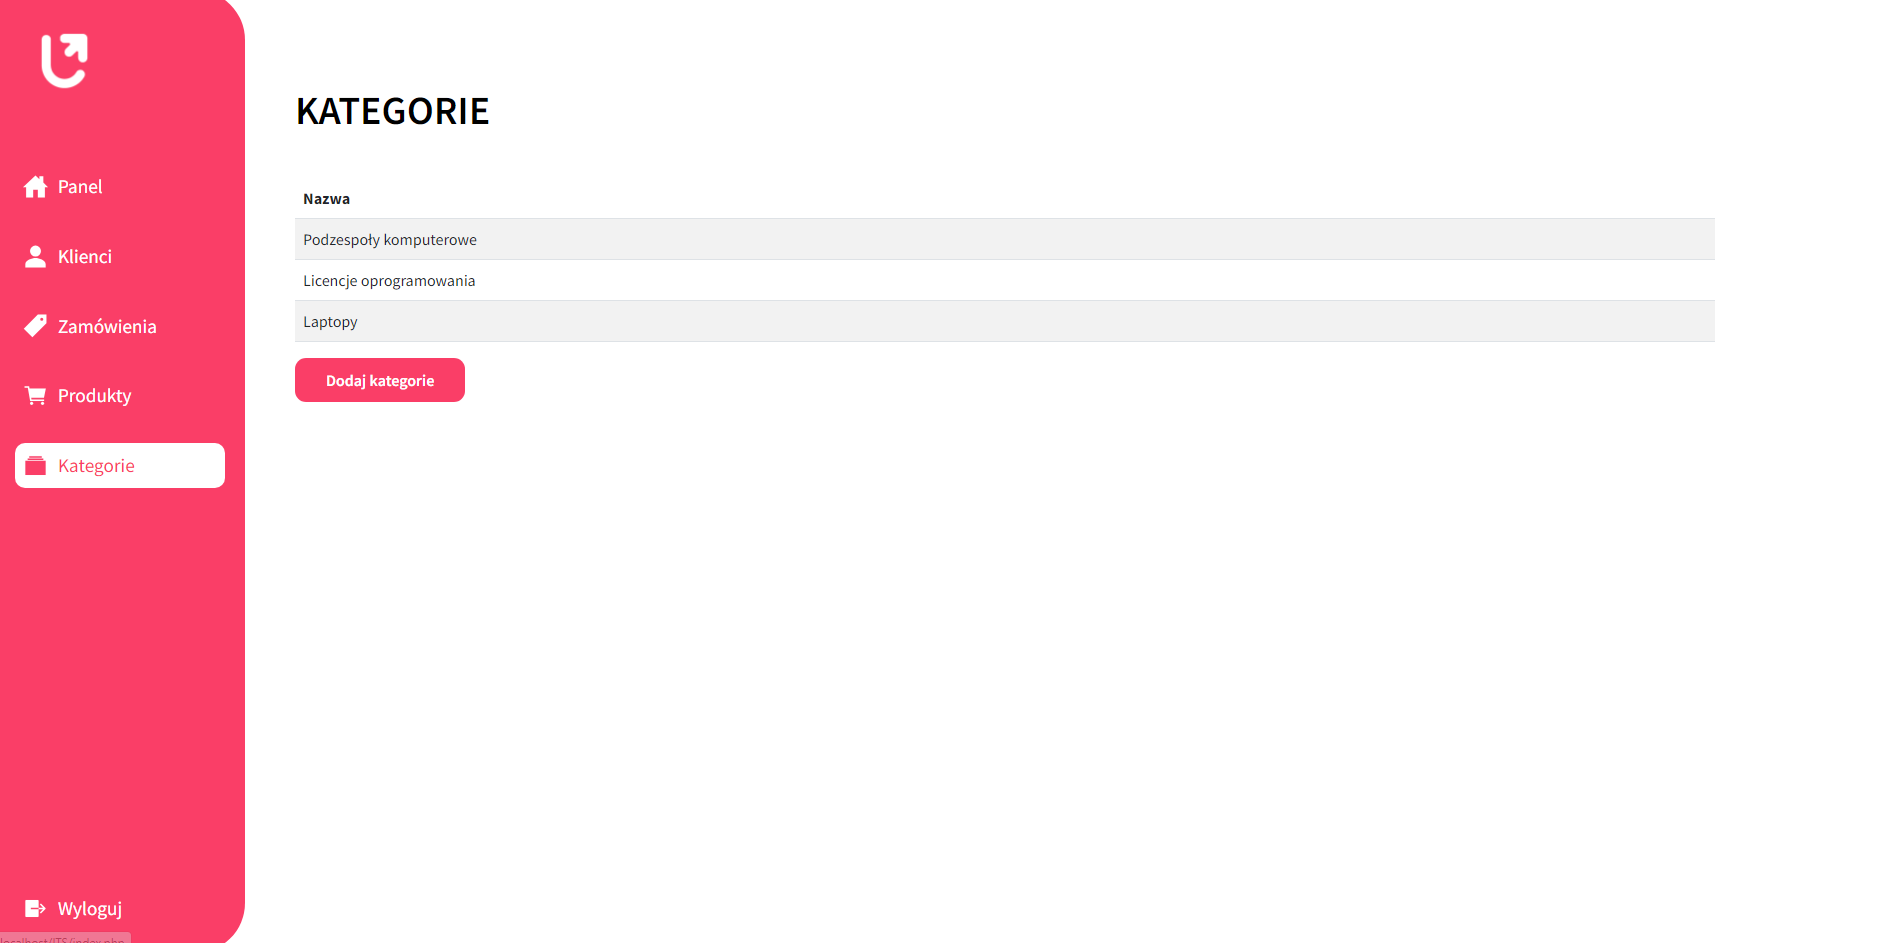 Panel
Klienci
Zamówienia
Produkty
Kategorie
Wyloguj
KATEGORIE
Nazwa
Podzespoły komputerowe
Licencje oprogramowania
Laptopy
Dodaj kategorie